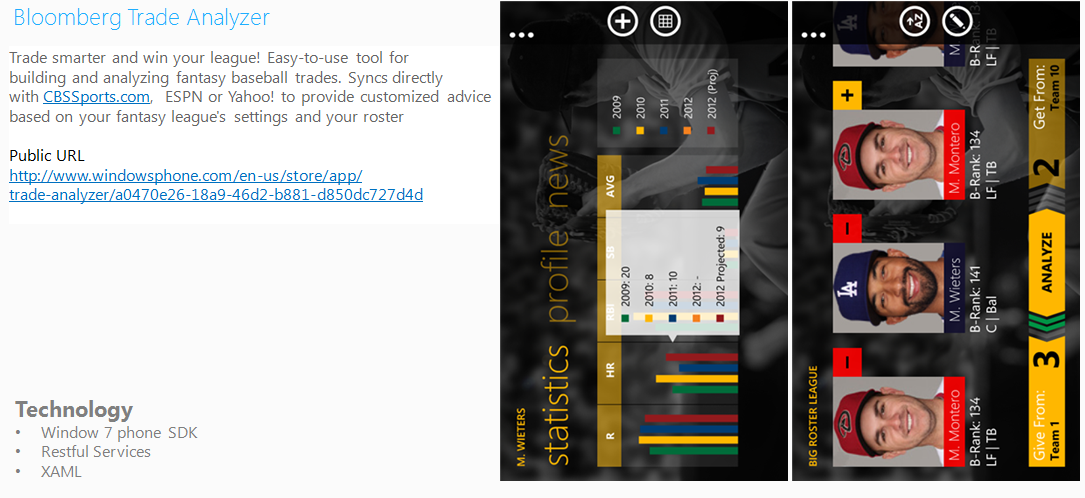 Bloomberg Trade Analyzer
Trade smarter and win your league! Easy-to-use tool for
building and analyzing fantasy baseball trades. Syncs directly
with CBSSports.com, ESPN or Yahoo! to provide customized advice
based on your fantasy league's settings and your roster
Public URL
http://www.windowsphone.com/en-us/store/app/
trade-analyzer/a0470e26-18a9-46d2-b881-d850dc727d4d
Technology
• Window 7 phone SDK
• Restful Services
• XAML
M. WIETERS
statistics profile news
R HR RBI SB AVG
2009
2010
2011
2012
2012 (Proj)
2009: 20
2010: 8
2011: 10
2012: -
2012 Projected: 9
BIG ROSTER LEAGUE
M. Montero
B-Rank: 134
LF | TB
M. Wieters
B-Rank: 141
C | Bal
M. Montero
B-Rank: 134
LF | TB
M.
B-Rank:
LF |
Give From:
Team 1
3
ANALYZE
2
Get From:
Team 10
AZ
LA